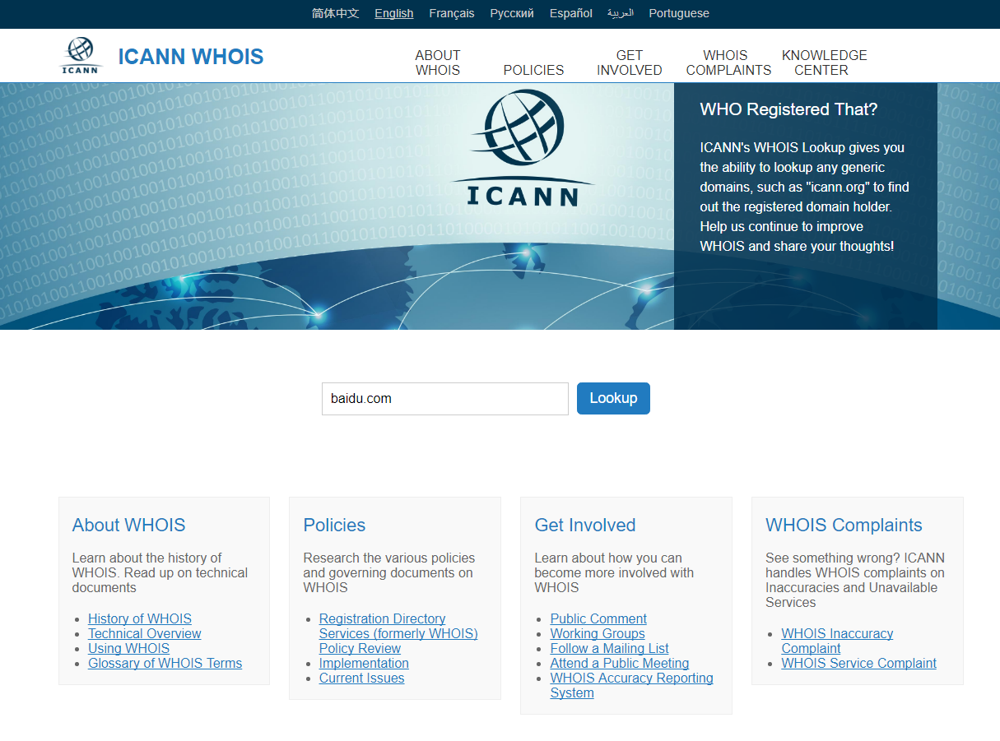 简体中文 English Français Русский Español العربية Portuguese
ICANN
ICANN WHOIS
ABOUT
WHOIS
POLICIES
GET
INVOLVED
WHOIS
COMPLAINTS
KNOWLEDGE
CENTER
ICANN
WHO Registered That?
ICANN's WHOIS Lookup gives you
the ability to lookup any generic
domains, such as "icann.org" to find
out the registered domain holder.
Help us continue to improve
WHOIS and share your thoughts!
baidu.com
Lookup
About WHOIS
Learn about the history of
WHOIS. Read up on technical
documents
History of WHOIS
Technical Overview
Using WHOIS
Glossary of WHOIS Terms
Policies
Research the various policies
and governing documents on
WHOIS
Registration Directory
Services (formerly WHOIS)
Policy Review
Implementation
Current Issues
Get Involved
Learn about how you can
become more involved with
WHOIS
Public Comment
Working Groups
Follow a Mailing List
Attend a Public Meeting
WHOIS Accuracy Reporting
System
WHOIS Complaints
See something wrong? ICANN
handles WHOIS complaints on
Inaccuracies and Unavailable
Services
WHOIS Inaccuracy
Complaint
WHOIS Service Complaint